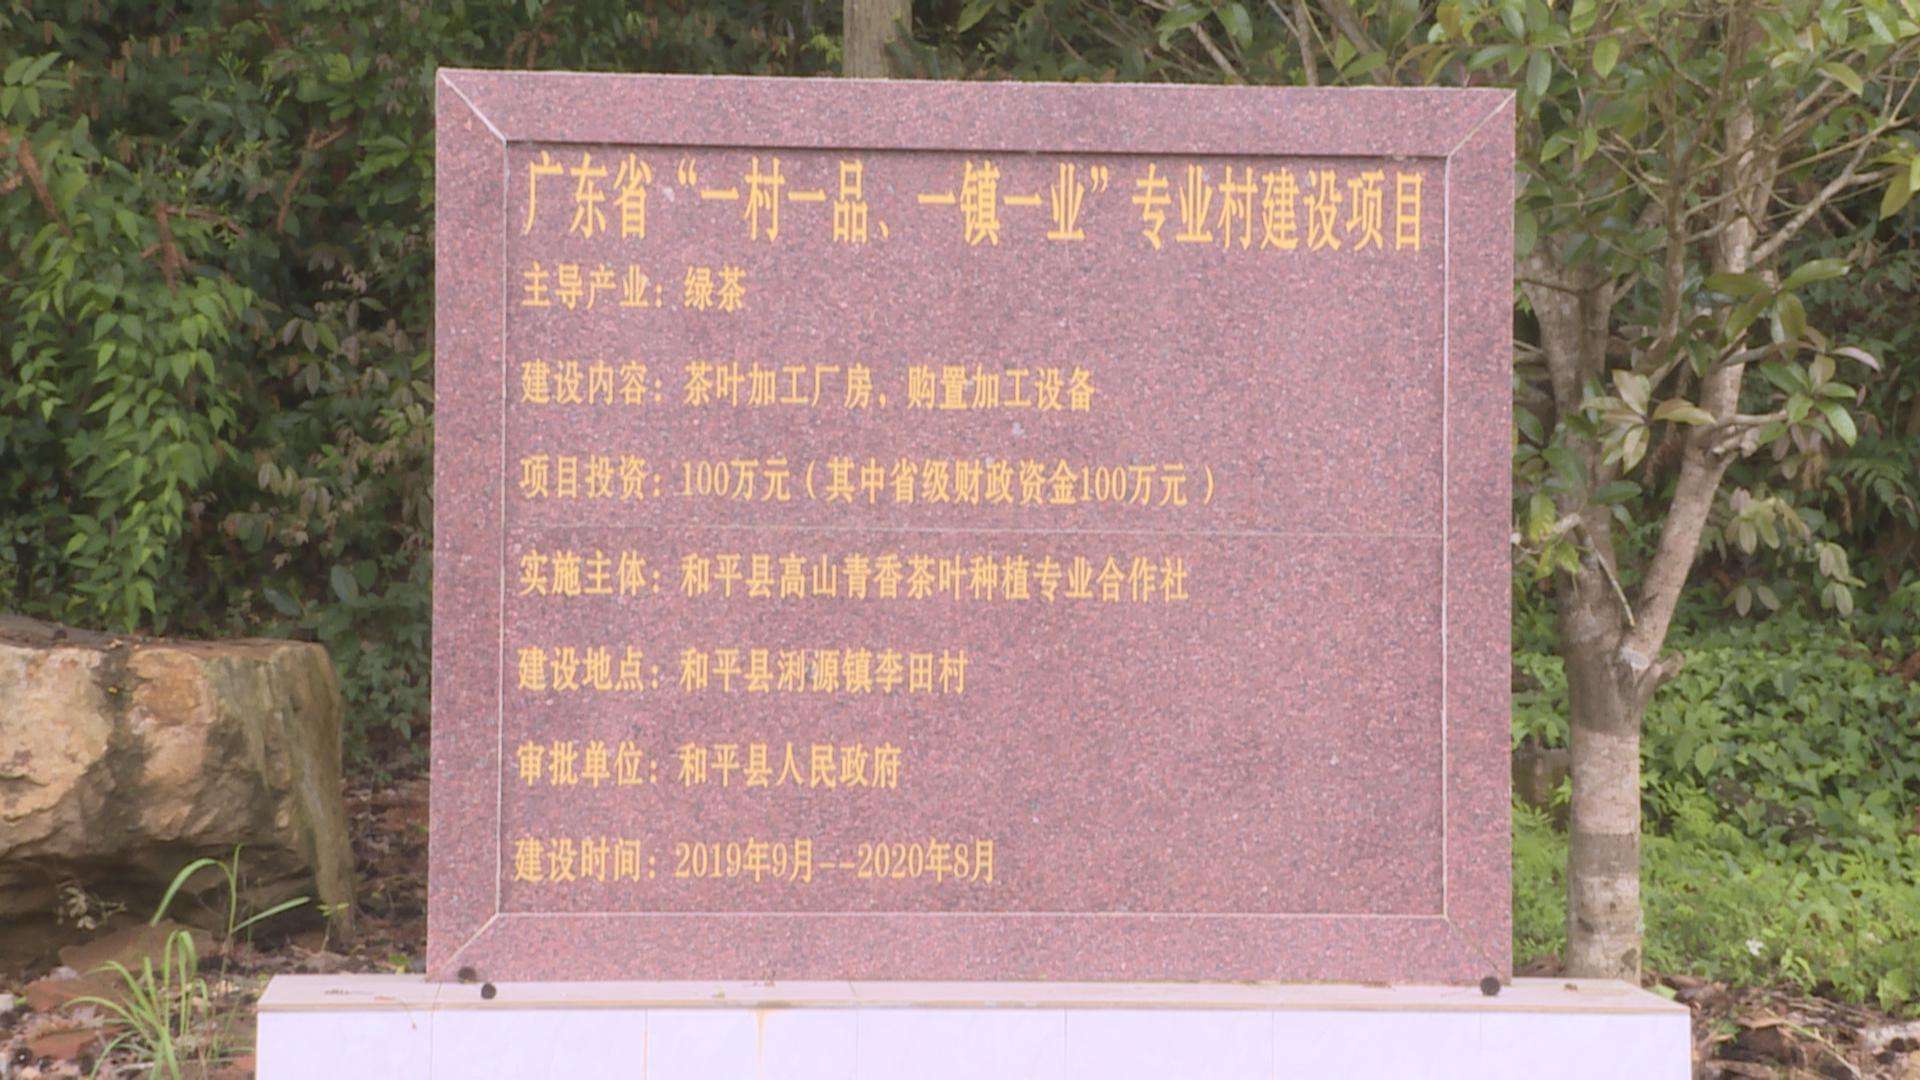 广东省“一村一品、一镇一业”专业村建设项目
主导产业：绿茶
建设内容：茶叶加工厂房，购置加工设备
项目投资：100万元（其中省级财政资金100万元）
实施主体：和平县高山青香茶叶种植专业合作社
建设地点：和平县浰源镇李田村
审批单位：和平县人民政府
建设时间：2019年9月--2020年8月